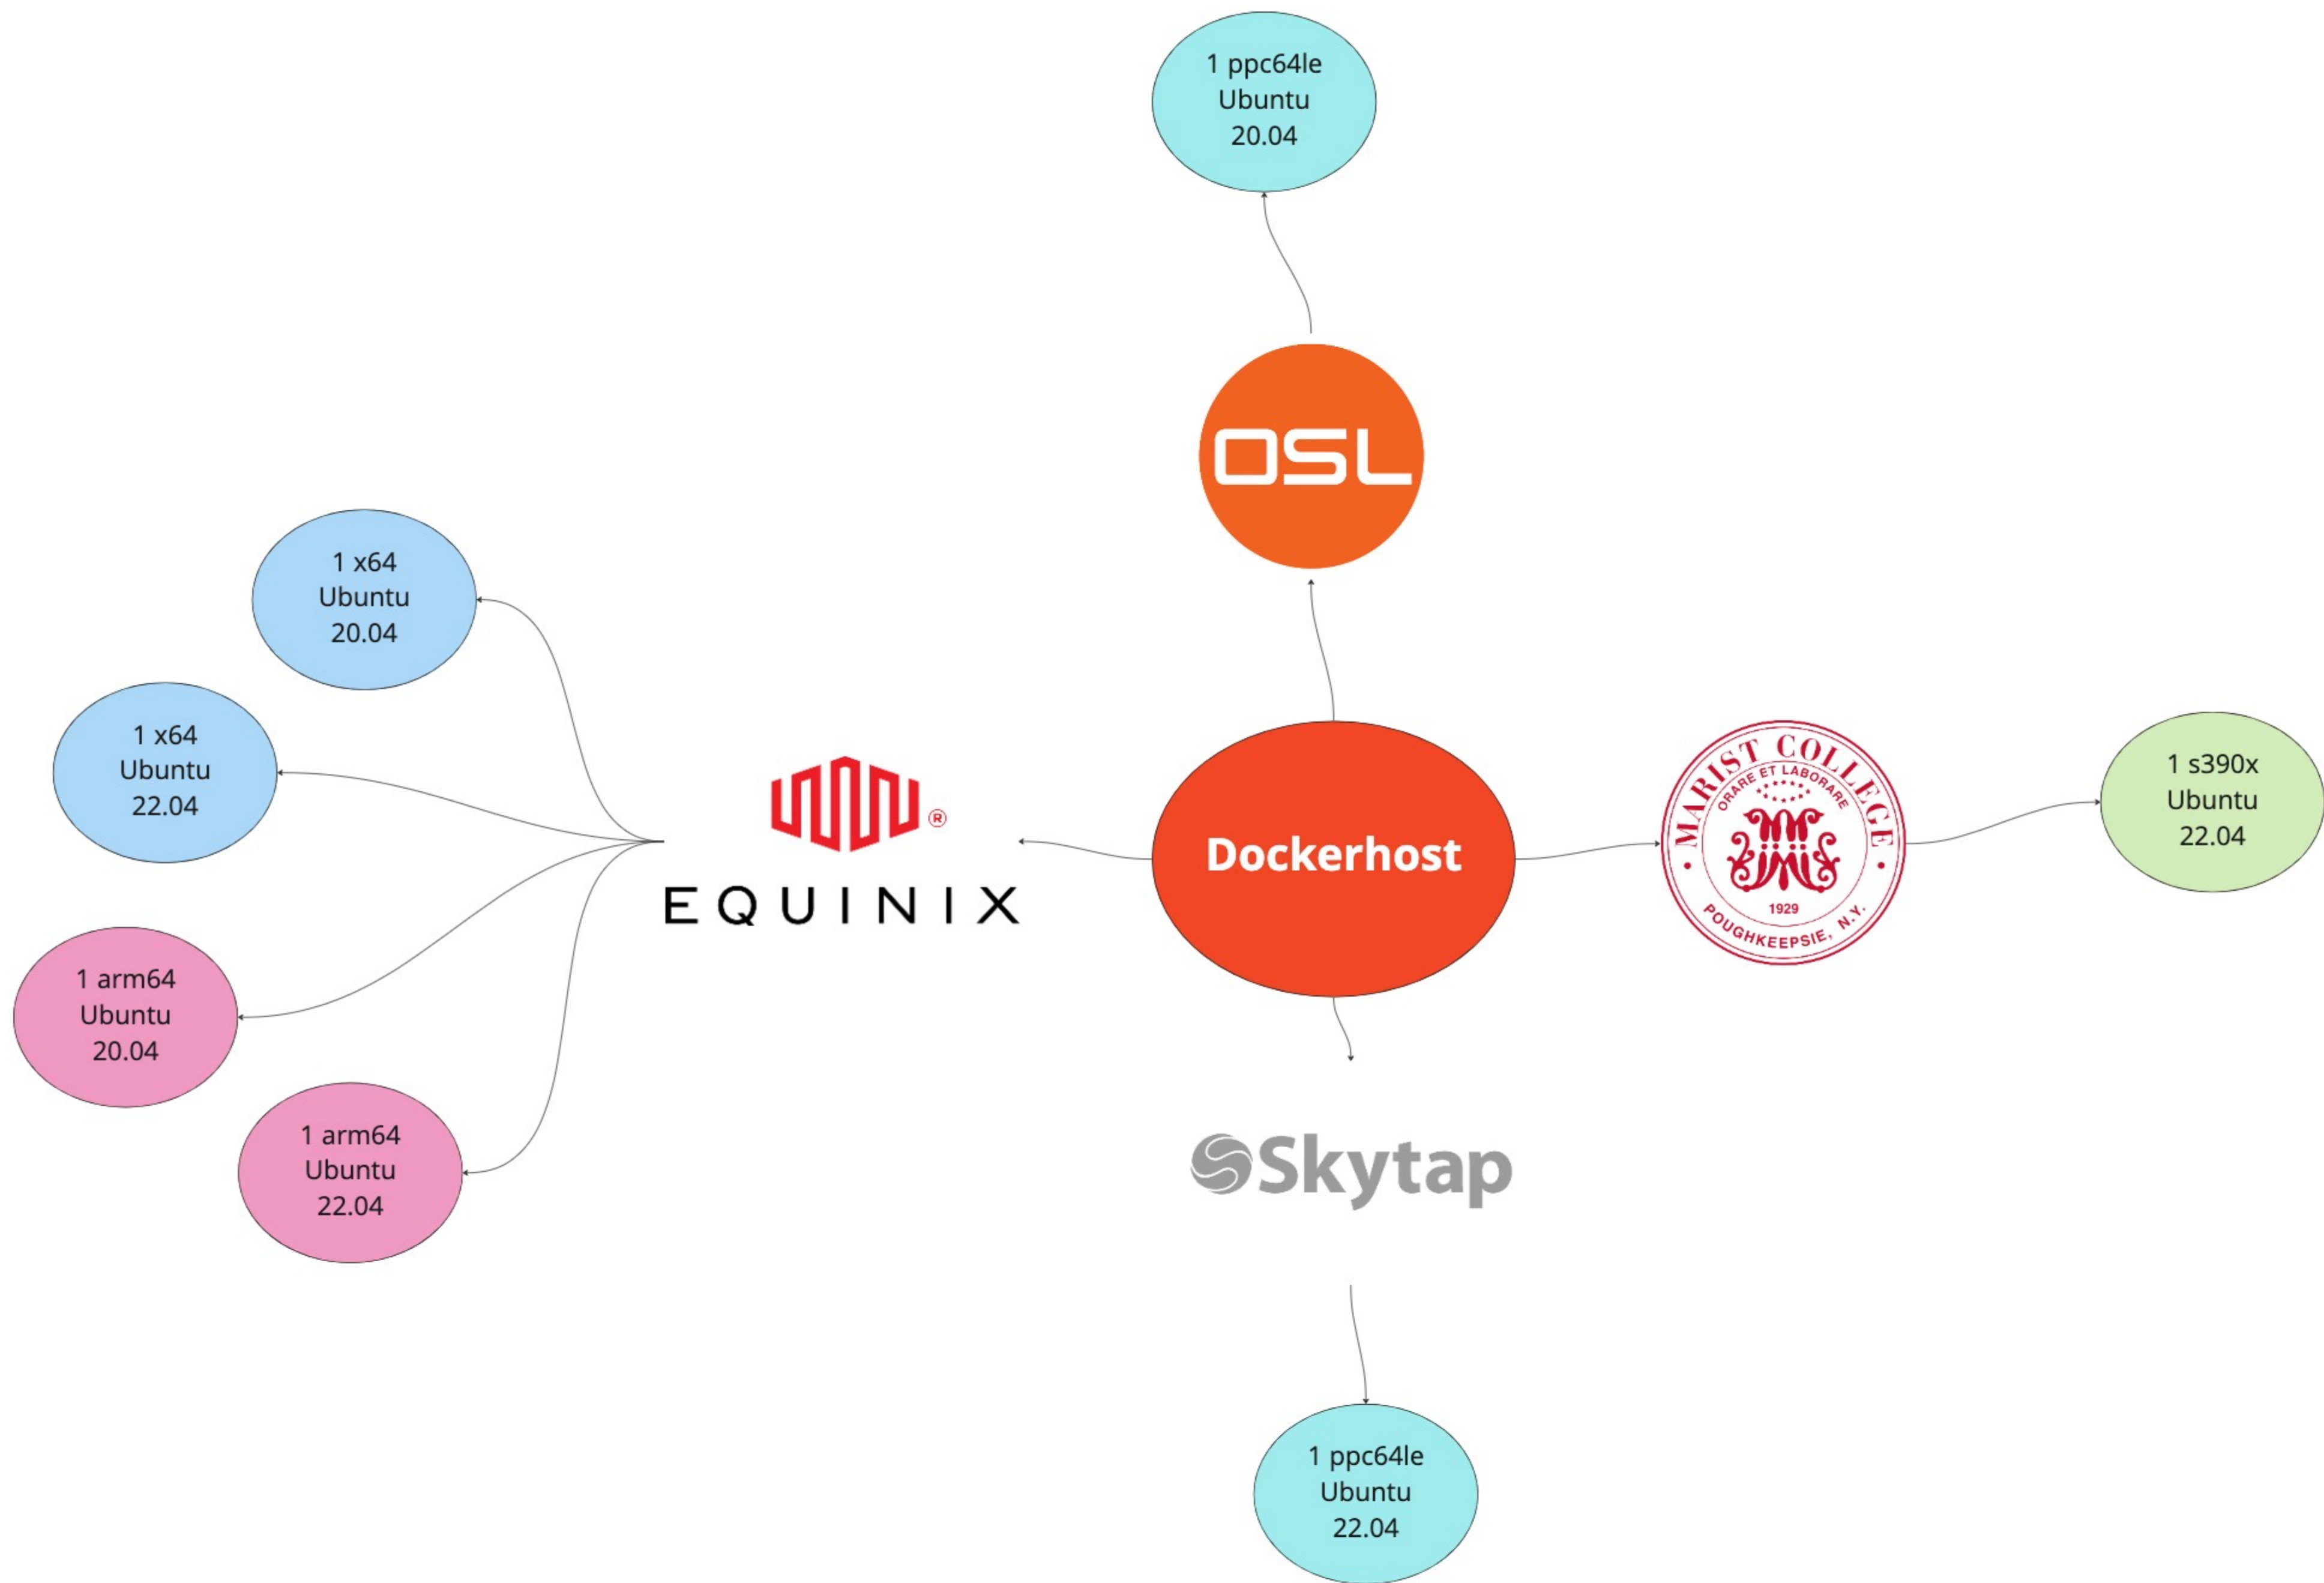 1 ppc64le
Ubuntu
20.04
OSL
1 x64
Ubuntu
20.04
1 x64
Ubuntu
22.04
®
EQUINIX
Dockerhost
MARIST COLLEGE
ORARE ET LABORARE
1929
POUGHKEEPSIE, N.Y.
1 s390x
Ubuntu
22.04
1 arm64
Ubuntu
20.04
1 arm64
Ubuntu
22.04
Skytap
1 ppc64le
Ubuntu
22.04